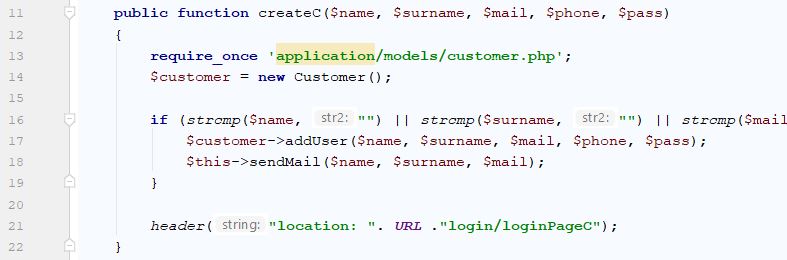 11 public function createC($name, $surname, $mail, $phone, $pass)
12 {
13 require_once 'application/models/customer.php';
14 $customer = new Customer();
15
16 if (strcmp($name, str2: "") || strcmp($surname, str2: "") || strcmp($mail
17 $customer->addUser($name, $surname, $mail, $phone, $pass);
18 $this->sendMail($name, $surname, $mail);
19 }
20
21 header( string: "location: ". URL ."login/loginPageC");
22 }